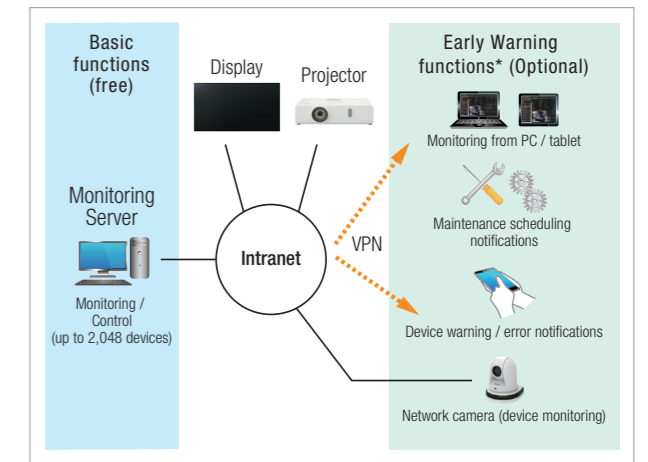 Basic
functions
(free)
Display
Projector
Early Warning
functions* (Optional)
Monitoring from PC / tablet
Maintenance scheduling
notifications
Monitoring
Server
Intranet
VPN
Monitoring /
Control
(up to 2,048 devices)
Device warning / error notifications
Network camera (device monitoring)